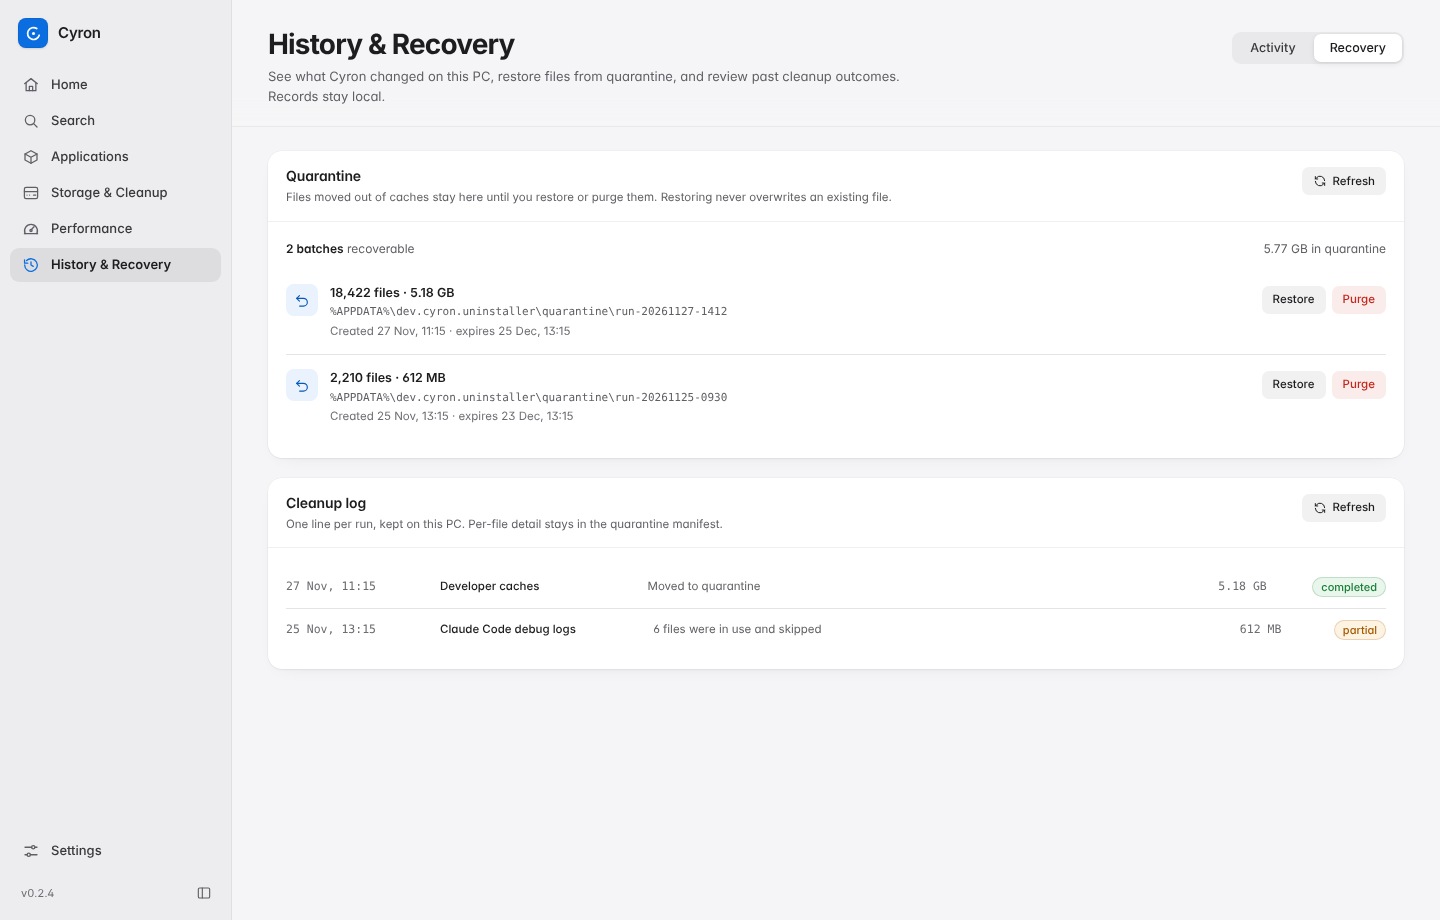 Cyron
Home
Search
Applications
Storage & Cleanup
Performance
History & Recovery
Settings
v0.2.4
History & Recovery
See what Cyron changed on this PC, restore files from quarantine, and review past cleanup outcomes.
Records stay local.
Activity
Recovery
Quarantine
Files moved out of caches stay here until you restore or purge them. Restoring never overwrites an existing file.
Refresh
2 batches recoverable
5.77 GB in quarantine
18,422 files · 5.18 GB
%APPDATA%\dev.cyron.uninstaller\quarantine\run-20261127-1412
Created 27 Nov, 11:15 · expires 25 Dec, 13:15
Restore
Purge
2,210 files · 612 MB
%APPDATA%\dev.cyron.uninstaller\quarantine\run-20261125-0930
Created 25 Nov, 13:15 · expires 23 Dec, 13:15
Restore
Purge
Cleanup log
One line per run, kept on this PC. Per-file detail stays in the quarantine manifest.
Refresh
27 Nov, 11:15 Developer caches Moved to quarantine 5.18 GB completed
25 Nov, 13:15 Claude Code debug logs 6 files were in use and skipped 612 MB partial